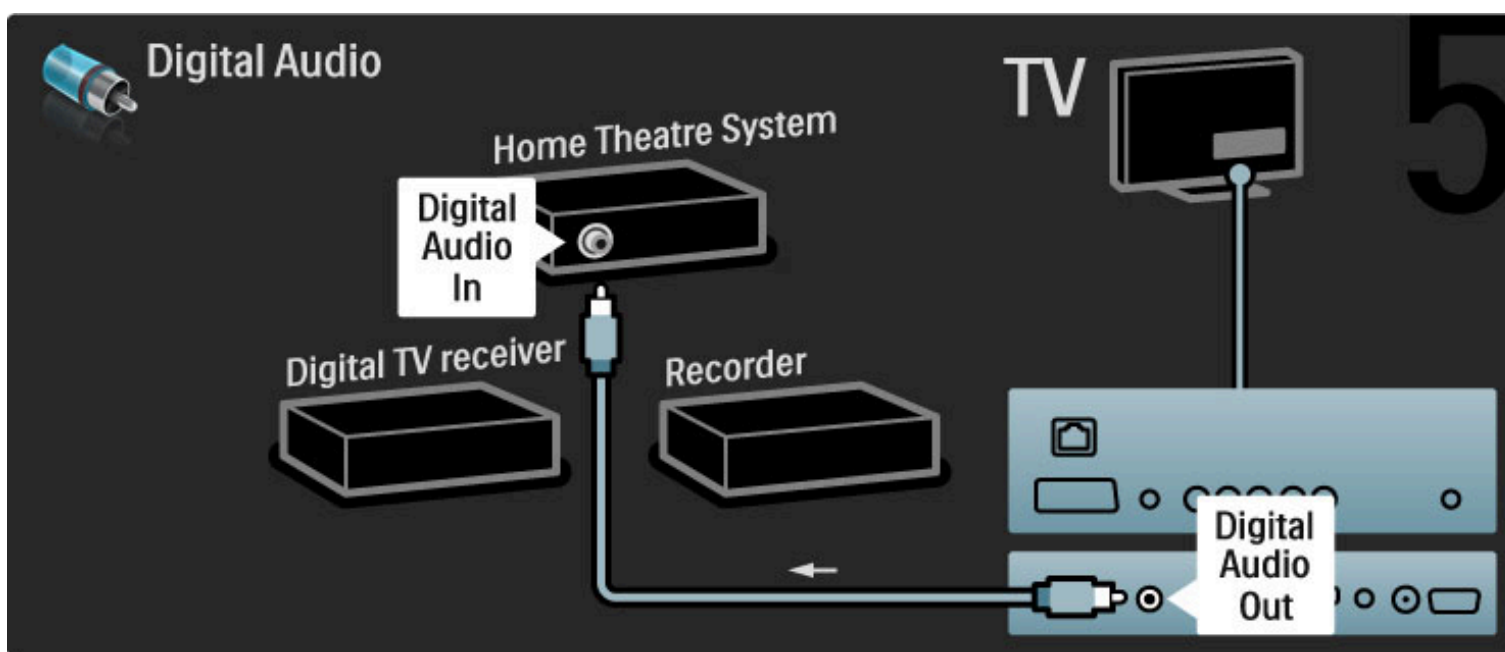 Digital Audio
TV
5
Home Theatre System
Digital
Audio
In
Digital TV receiver
Recorder
Digital
Audio
Out